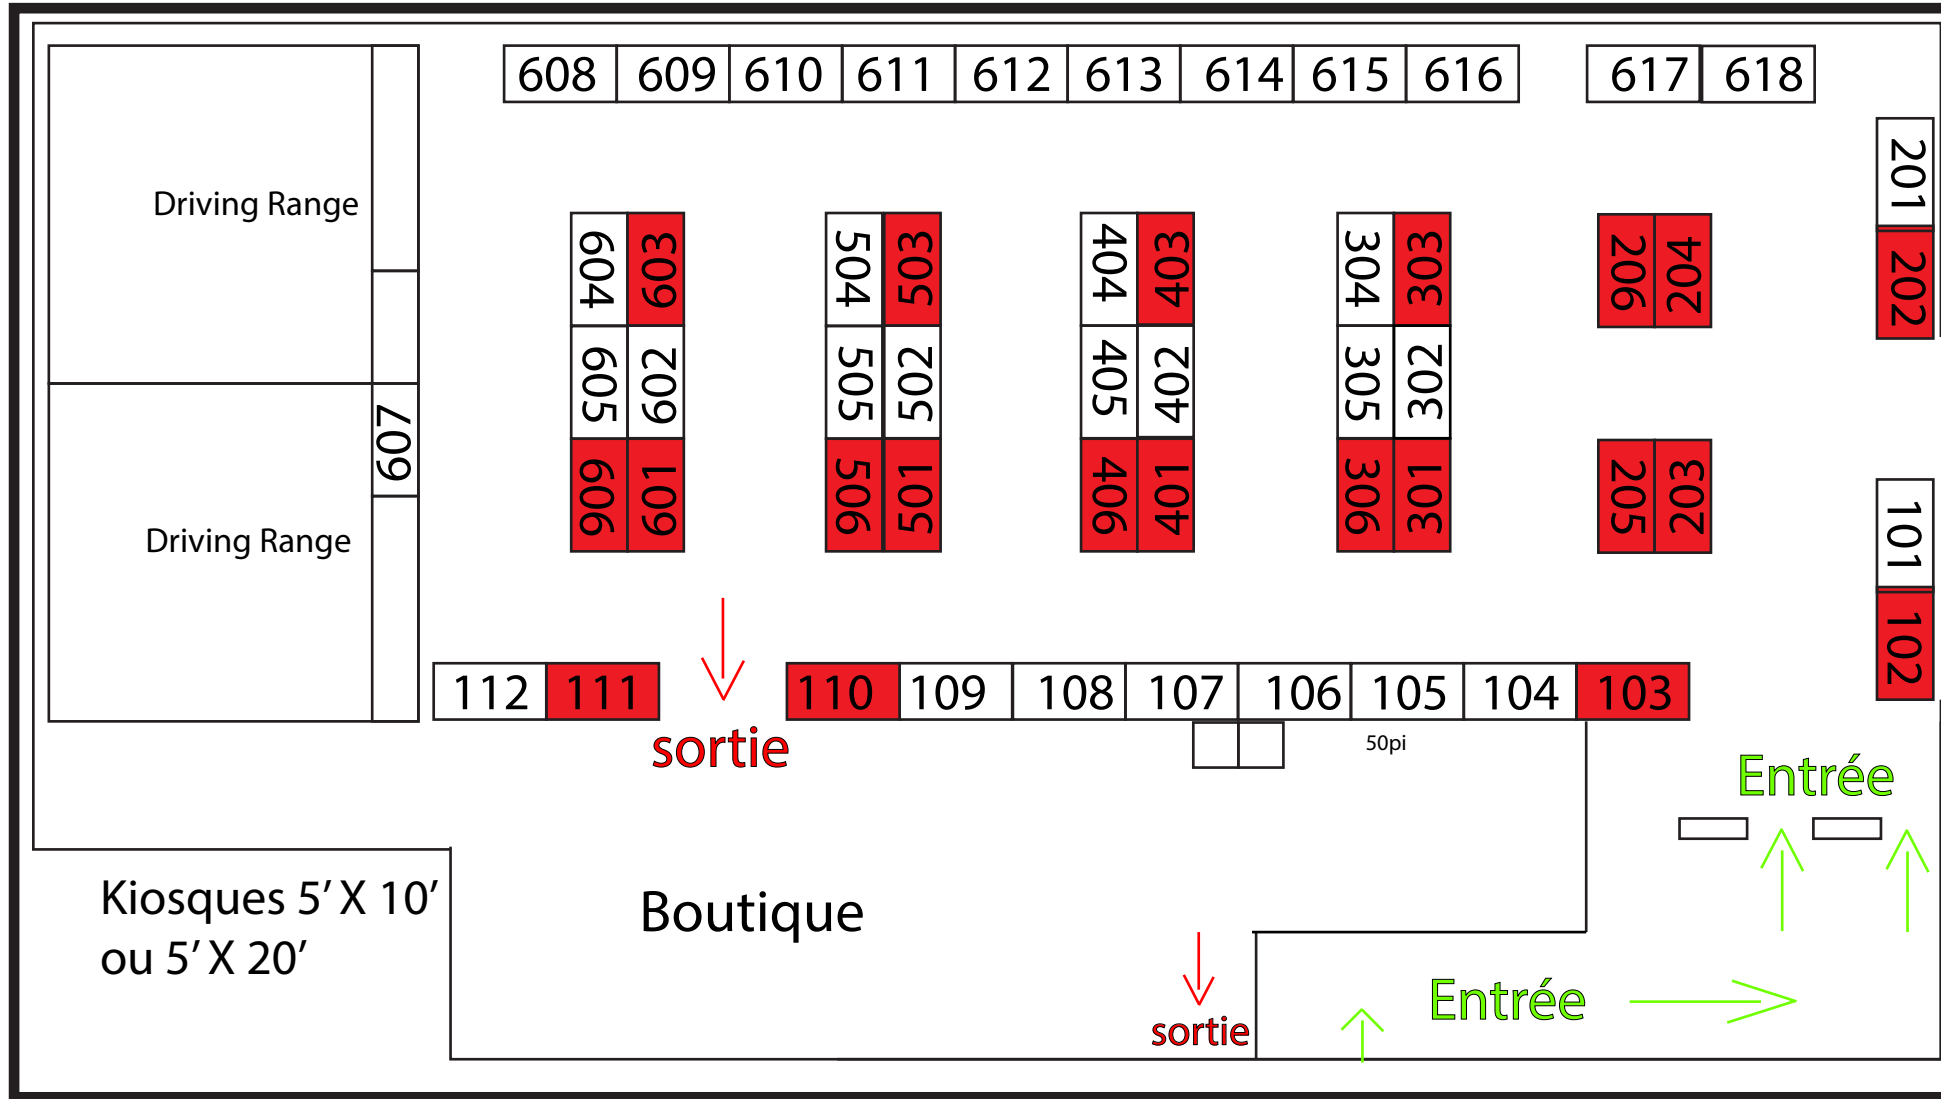 608 609 610 611 612 613 614 615 616 617 618
201
202
Driving Range
604 603 504 503 404 403 304 303 206 204
605 602 505 502 405 402 305 302
607
606 601 506 501 406 401 306 301 205 203
Driving Range
101
102
112 111 110 109 108 107 106 105 104 103
sortie
50pi
Entrée
Kiosques 5' X 10'
ou 5' X 20'
Boutique
Entrée
sortie